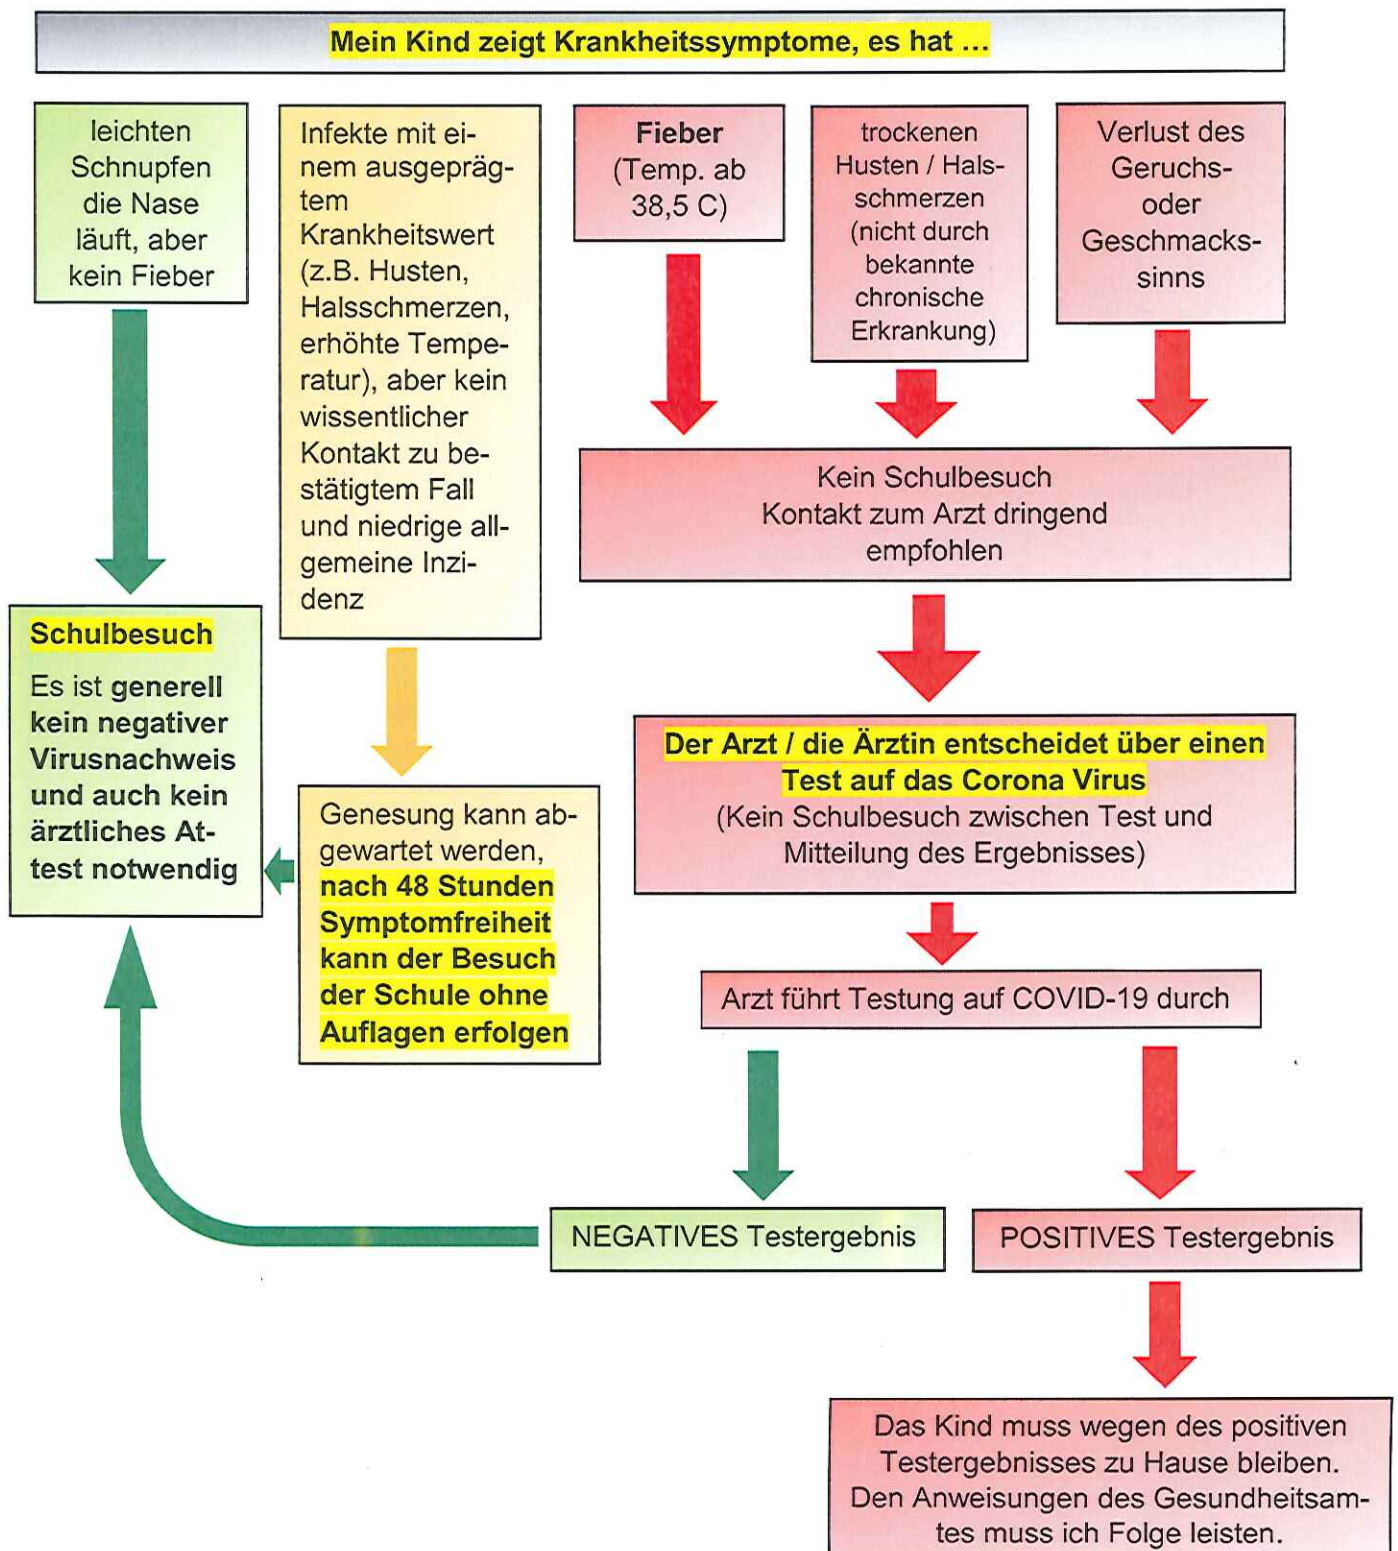 Mein Kind zeigt Krankheitssymptome, es hat ...
leichten
Schnupfen
die Nase
läuft, aber
kein Fieber
Infekte mit ei-
nem ausgepräg-
tem
Krankheitswert
(z.B. Husten,
Halsschmerzen,
erhöhte Tempe-
ratur), aber kein
wissentlicher
Kontakt zu be-
stätigtem Fall
und niedrige all-
gemeine Inzi-
denz
Fieber
(Temp. ab
38,5 C)
trockenen
Husten / Hals-
schmerzen
(nicht durch
bekannte
chronische
Erkrankung)
Verlust des
Geruchs-
oder
Geschmacks-
sinns
Kein Schulbesuch
Kontakt zum Arzt dringend
empfohlen
Schulbesuch
Es ist generell
kein negativer
Virusnachweis
und auch kein
ärztliches At-
test notwendig
Genesung kann ab-
gewartet werden,
nach 48 Stunden
Symptomfreiheit
kann der Besuch
der Schule ohne
Auflagen erfolgen
Der Arzt / die Ärztin entscheidet über einen
Test auf das Corona Virus
(Kein Schulbesuch zwischen Test und
Mitteilung des Ergebnisses)
Arzt führt Testung auf COVID-19 durch
NEGATIVES Testergebnis
POSITIVES Testergebnis
Das Kind muss wegen des positiven
Testergebnisses zu Hause bleiben.
Den Anweisungen des Gesundheitsam-
tes muss ich Folge leisten.